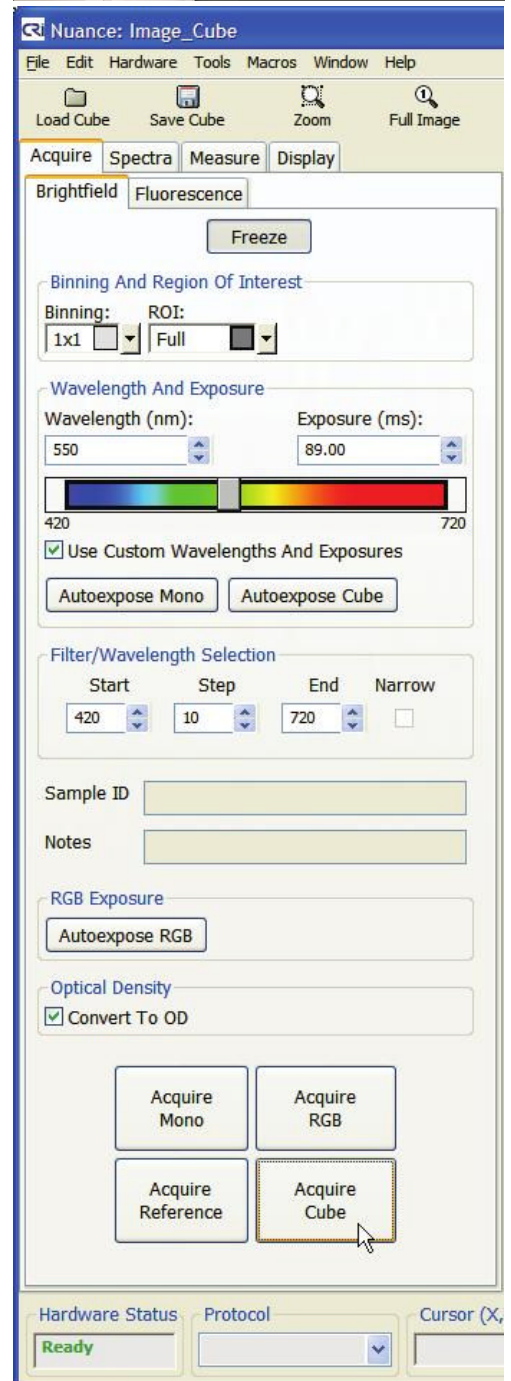 CRi Nuance: Image_Cube
File Edit Hardware Tools Macros Window Help
Load Cube Save Cube Zoom Full Image
Acquire Spectra Measure Display
Brightfield Fluorescence
Freeze
Binning And Region Of Interest
Binning: ROI:
1x1 Full
Wavelength And Exposure
Wavelength (nm): Exposure (ms):
550 89.00
420 720
Use Custom Wavelengths And Exposures
Autoexpose Mono Autoexpose Cube
Filter/Wavelength Selection
Start Step End Narrow
420 10 720
Sample ID
Notes
RGB Exposure
Autoexpose RGB
Optical Density
Convert To OD
Acquire Mono
Acquire RGB
Acquire Reference
Acquire Cube
Hardware Status Protocol Cursor (X,
Ready